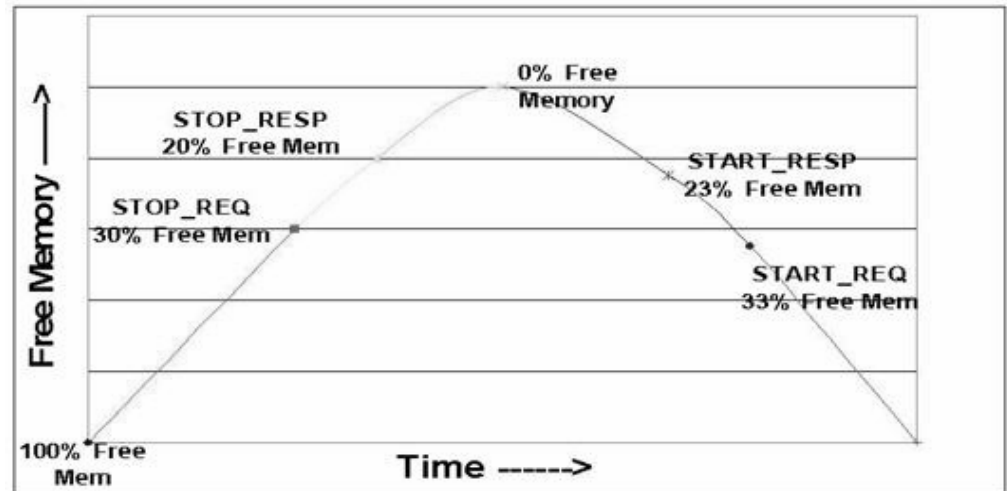 0% Free
Memory
STOP_RESP
20% Free Mem
START_RESP
23% Free Mem
STOP_REQ
30% Free Mem
START_REQ
33% Free Mem
Free Memory ------>
100% Free
Mem
Time ------>